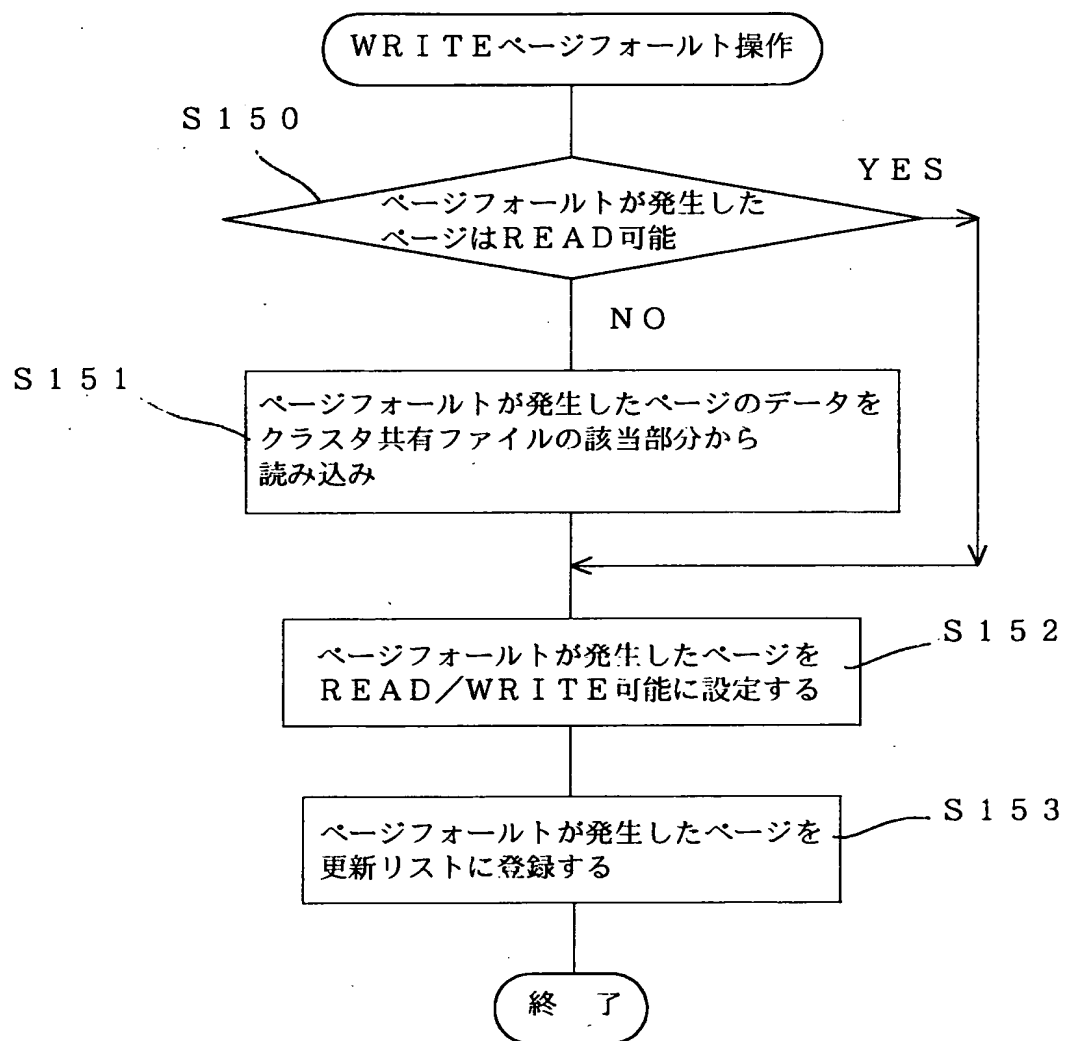 WRITEページフォールト操作
S150
YES
ページフォールトが発生した
ページはREAD可能
NO
S151
ページフォールトが発生したページのデータを
クラスタ共有ファイルの該当部分から
読み込み
S152
ページフォールトが発生したページを
READ/WRITE可能に設定する
S153
ページフォールトが発生したページを
更新リストに登録する
終 了